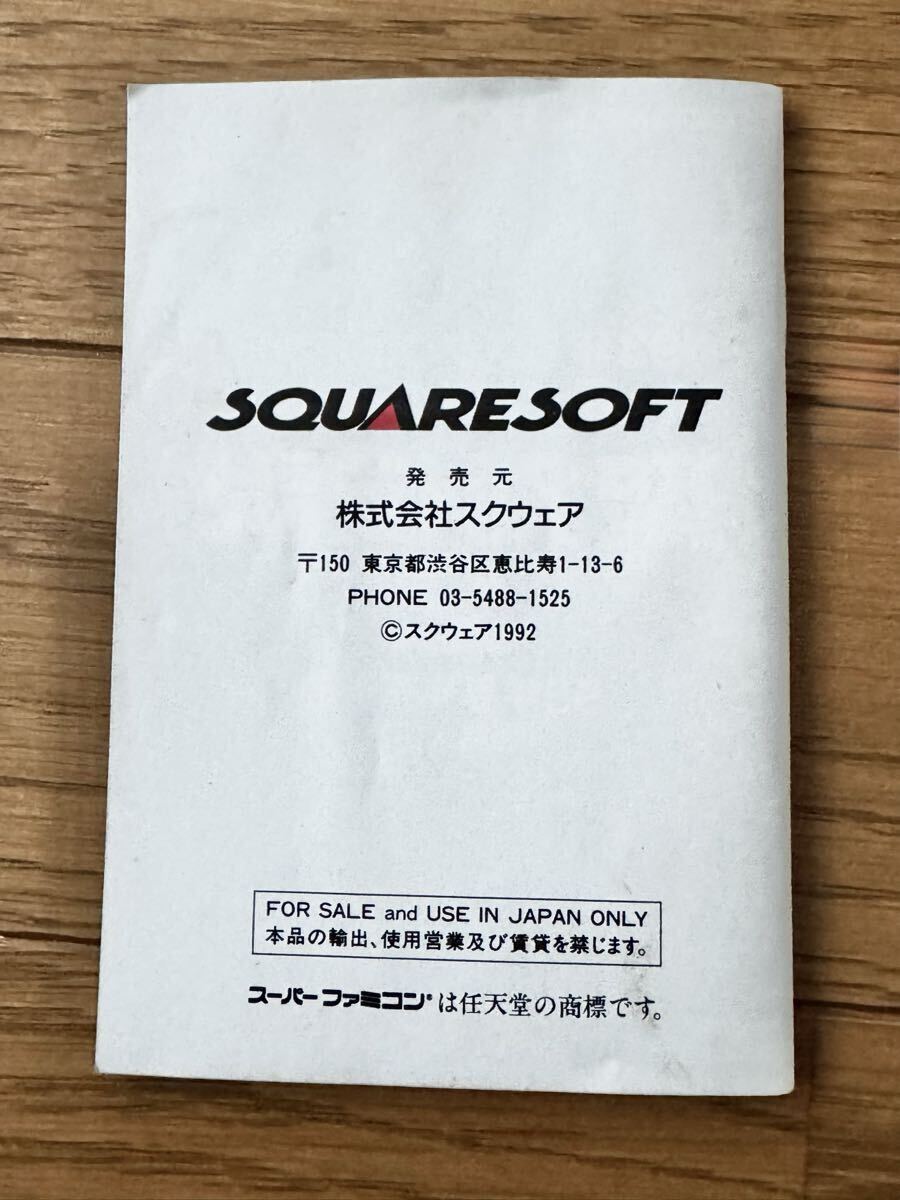 SQUARESOFT
発売元
株式会社スクウェア
〒150 東京都渋谷区恵比寿1-13-6
PHONE 03-5488-1525
©スクウェア1992
FOR SALE and USE IN JAPAN ONLY
本品の輸出、使用営業及び賃貸を禁じます。
スーパーファミコン®は任天堂の商標です。